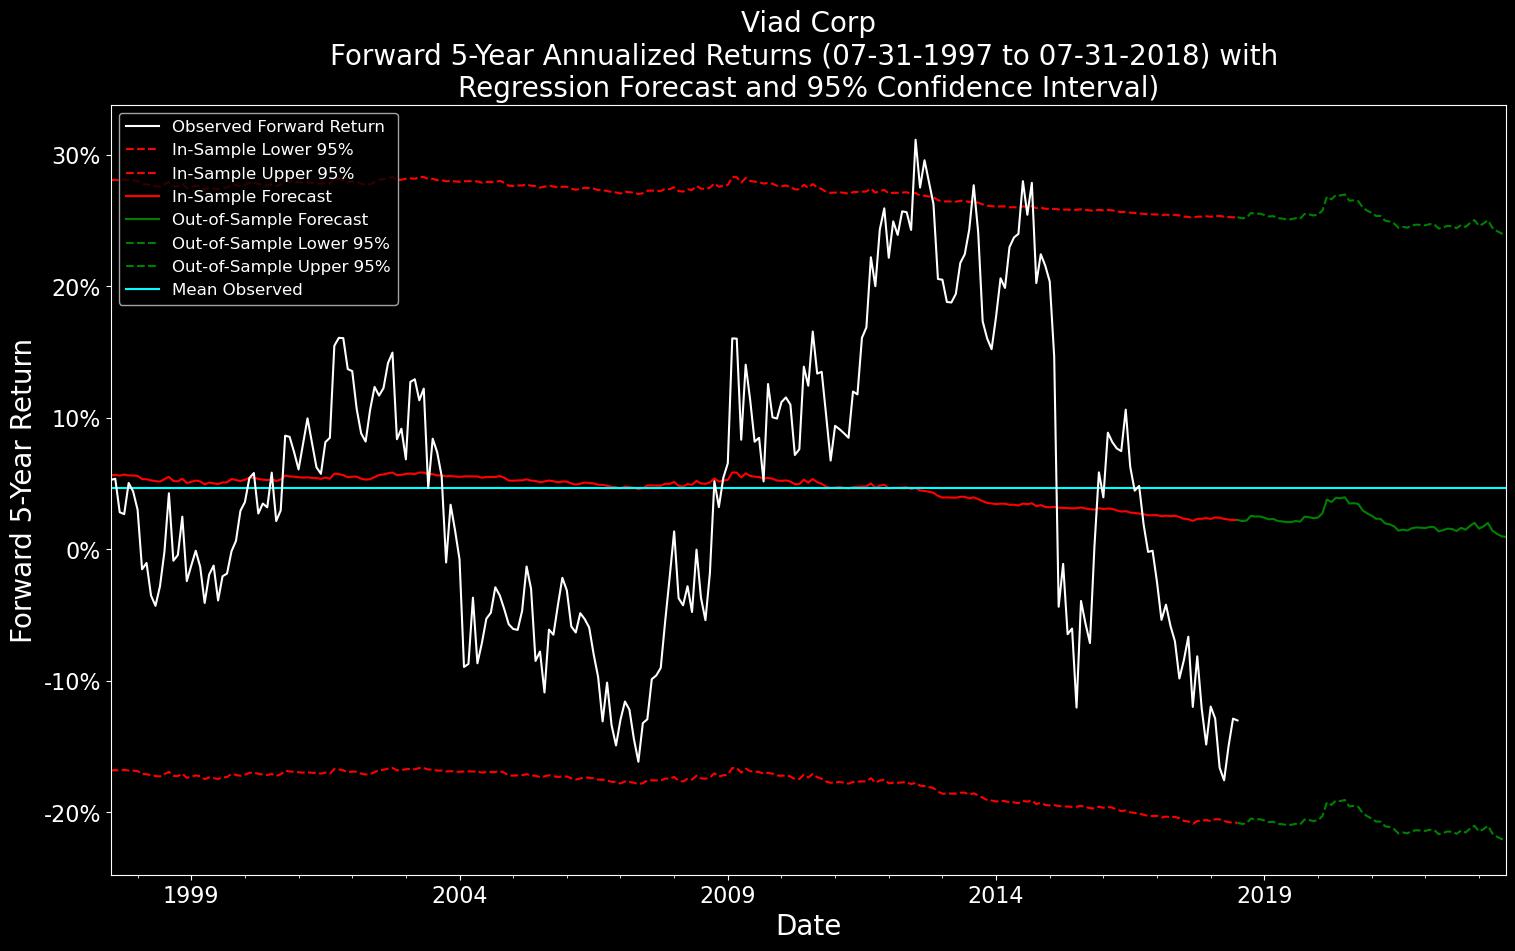 Viad Corp
Forward 5-Year Annualized Returns (07-31-1997 to 07-31-2018) with
Regression Forecast and 95% Confidence Interval)
Observed Forward Return
In-Sample Lower 95%
In-Sample Upper 95%
In-Sample Forecast
Out-of-Sample Forecast
Out-of-Sample Lower 95%
Out-of-Sample Upper 95%
Mean Observed
Forward 5-Year Return
30%
20%
10%
0%
-10%
-20%
1999 2004 2009 2014 2019
Date